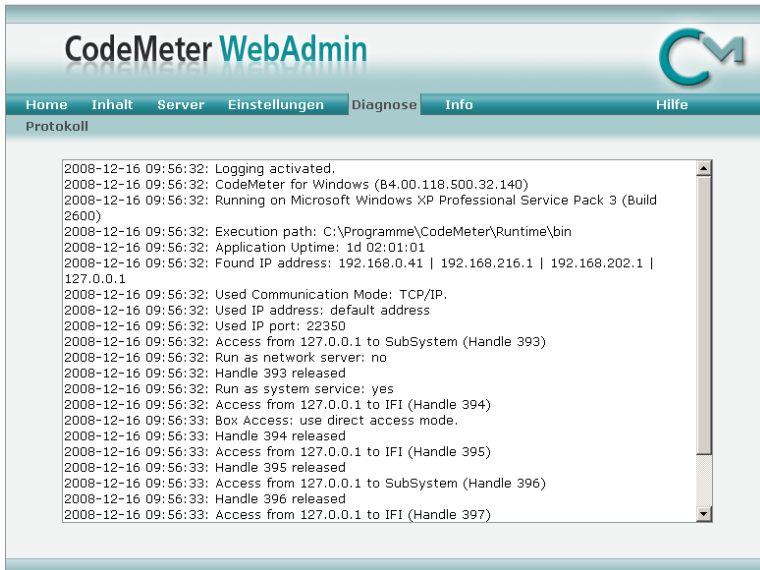 CodeMeter WebAdmin
CM
Home Inhalt Server Einstellungen Diagnose Info Hilfe
Protokoll
2008-12-16 09:56:32: Logging activated.
2008-12-16 09:56:32: CodeMeter for Windows (B4.00.118.500.32.140)
2008-12-16 09:56:32: Running on Microsoft Windows XP Professional Service Pack 3 (Build
2600)
2008-12-16 09:56:32: Execution path: C:\Programme\CodeMeter\Runtime\bin
2008-12-16 09:56:32: Application Uptime: 1d 02:01:01
2008-12-16 09:56:32: Found IP address: 192.168.0.41 | 192.168.216.1 | 192.168.202.1 |
127.0.0.1
2008-12-16 09:56:32: Used Communication Mode: TCP/IP.
2008-12-16 09:56:32: Used IP address: default address
2008-12-16 09:56:32: Used IP port: 22350
2008-12-16 09:56:32: Access from 127.0.0.1 to SubSystem (Handle 393)
2008-12-16 09:56:32: Run as network server: no
2008-12-16 09:56:32: Handle 393 released
2008-12-16 09:56:32: Run as system service: yes
2008-12-16 09:56:32: Access from 127.0.0.1 to IFI (Handle 394)
2008-12-16 09:56:33: Box Access: use direct access mode.
2008-12-16 09:56:33: Handle 394 released
2008-12-16 09:56:33: Access from 127.0.0.1 to IFI (Handle 395)
2008-12-16 09:56:33: Handle 395 released
2008-12-16 09:56:33: Access from 127.0.0.1 to SubSystem (Handle 396)
2008-12-16 09:56:33: Handle 396 released
2008-12-16 09:56:33: Access from 127.0.0.1 to IFI (Handle 397)